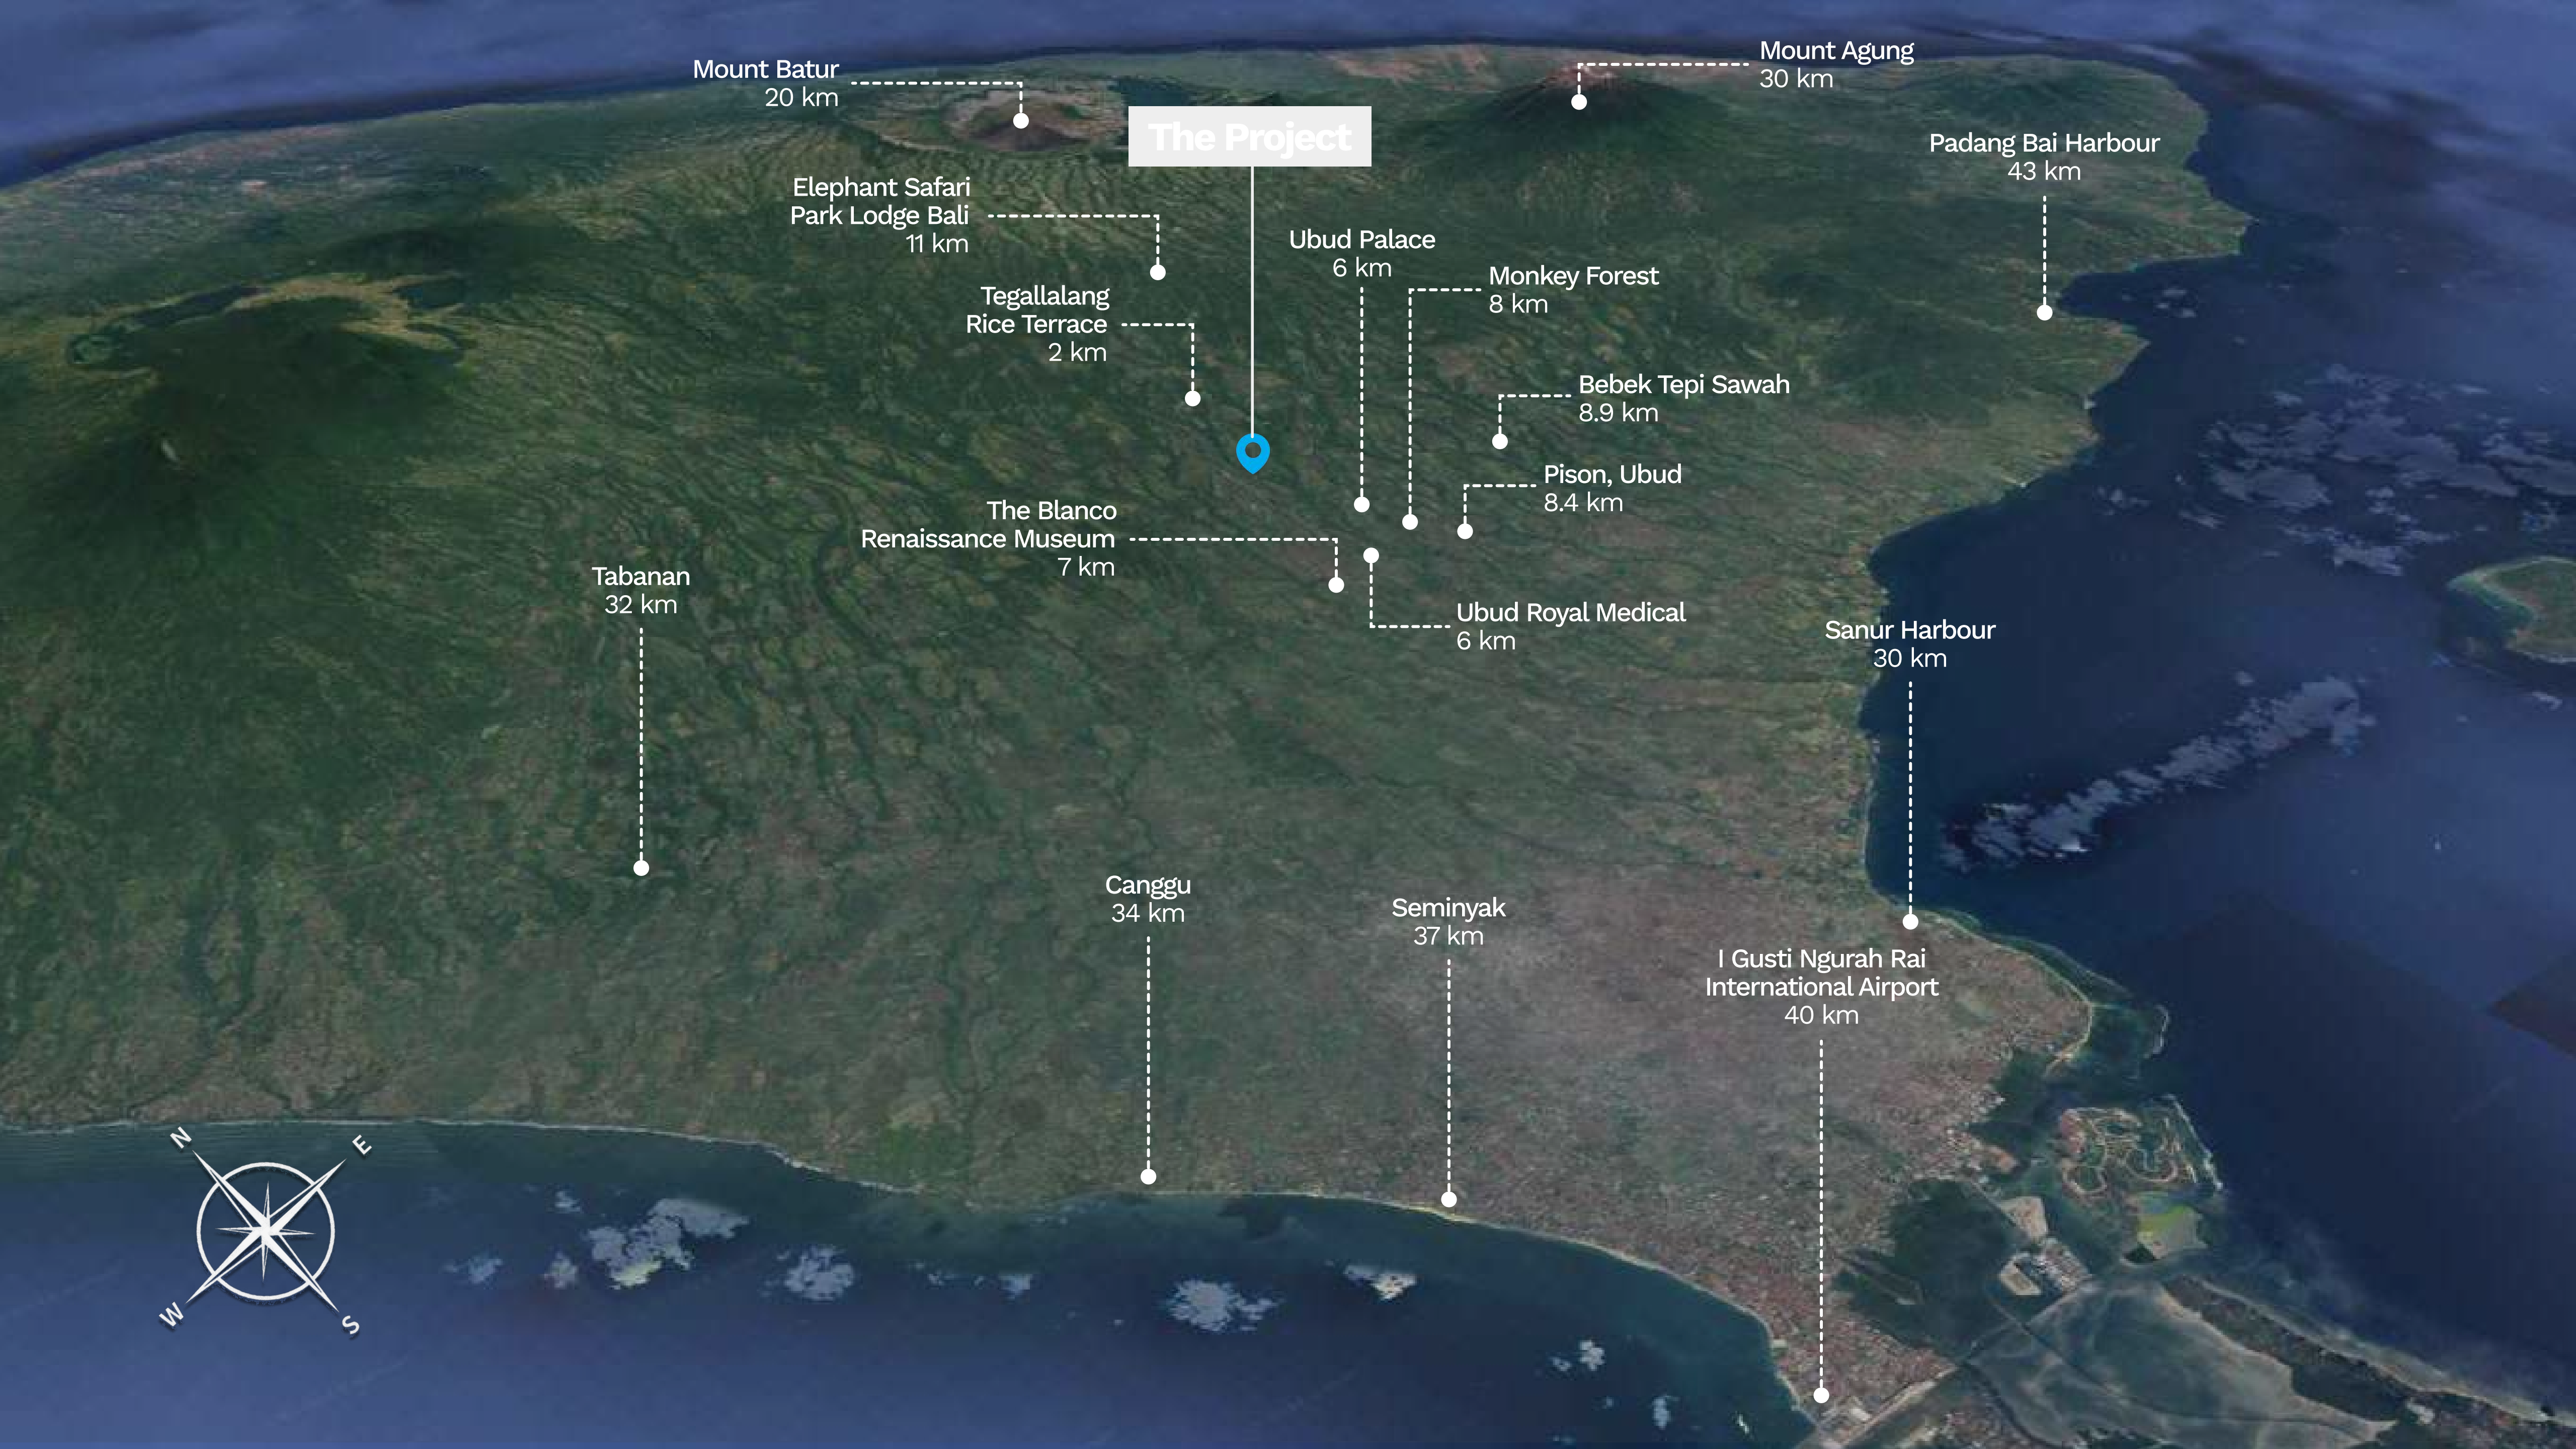 Mount Batur
20 km
Mount Agung
30 km
The Project
Padang Bai Harbour
43 km
Elephant Safari
Park Lodge Bali
11 km
Ubud Palace
6 km
Monkey Forest
8 km
Tegallalang
Rice Terrace
2 km
Bebek Tepi Sawah
8.9 km
Pison, Ubud
8.4 km
The Blanco
Renaissance Museum
7 km
Tabanan
32 km
Ubud Royal Medical
6 km
Sanur Harbour
30 km
Canggu
34 km
Seminyak
37 km
I Gusti Ngurah Rai
International Airport
40 km
N
E
W
S